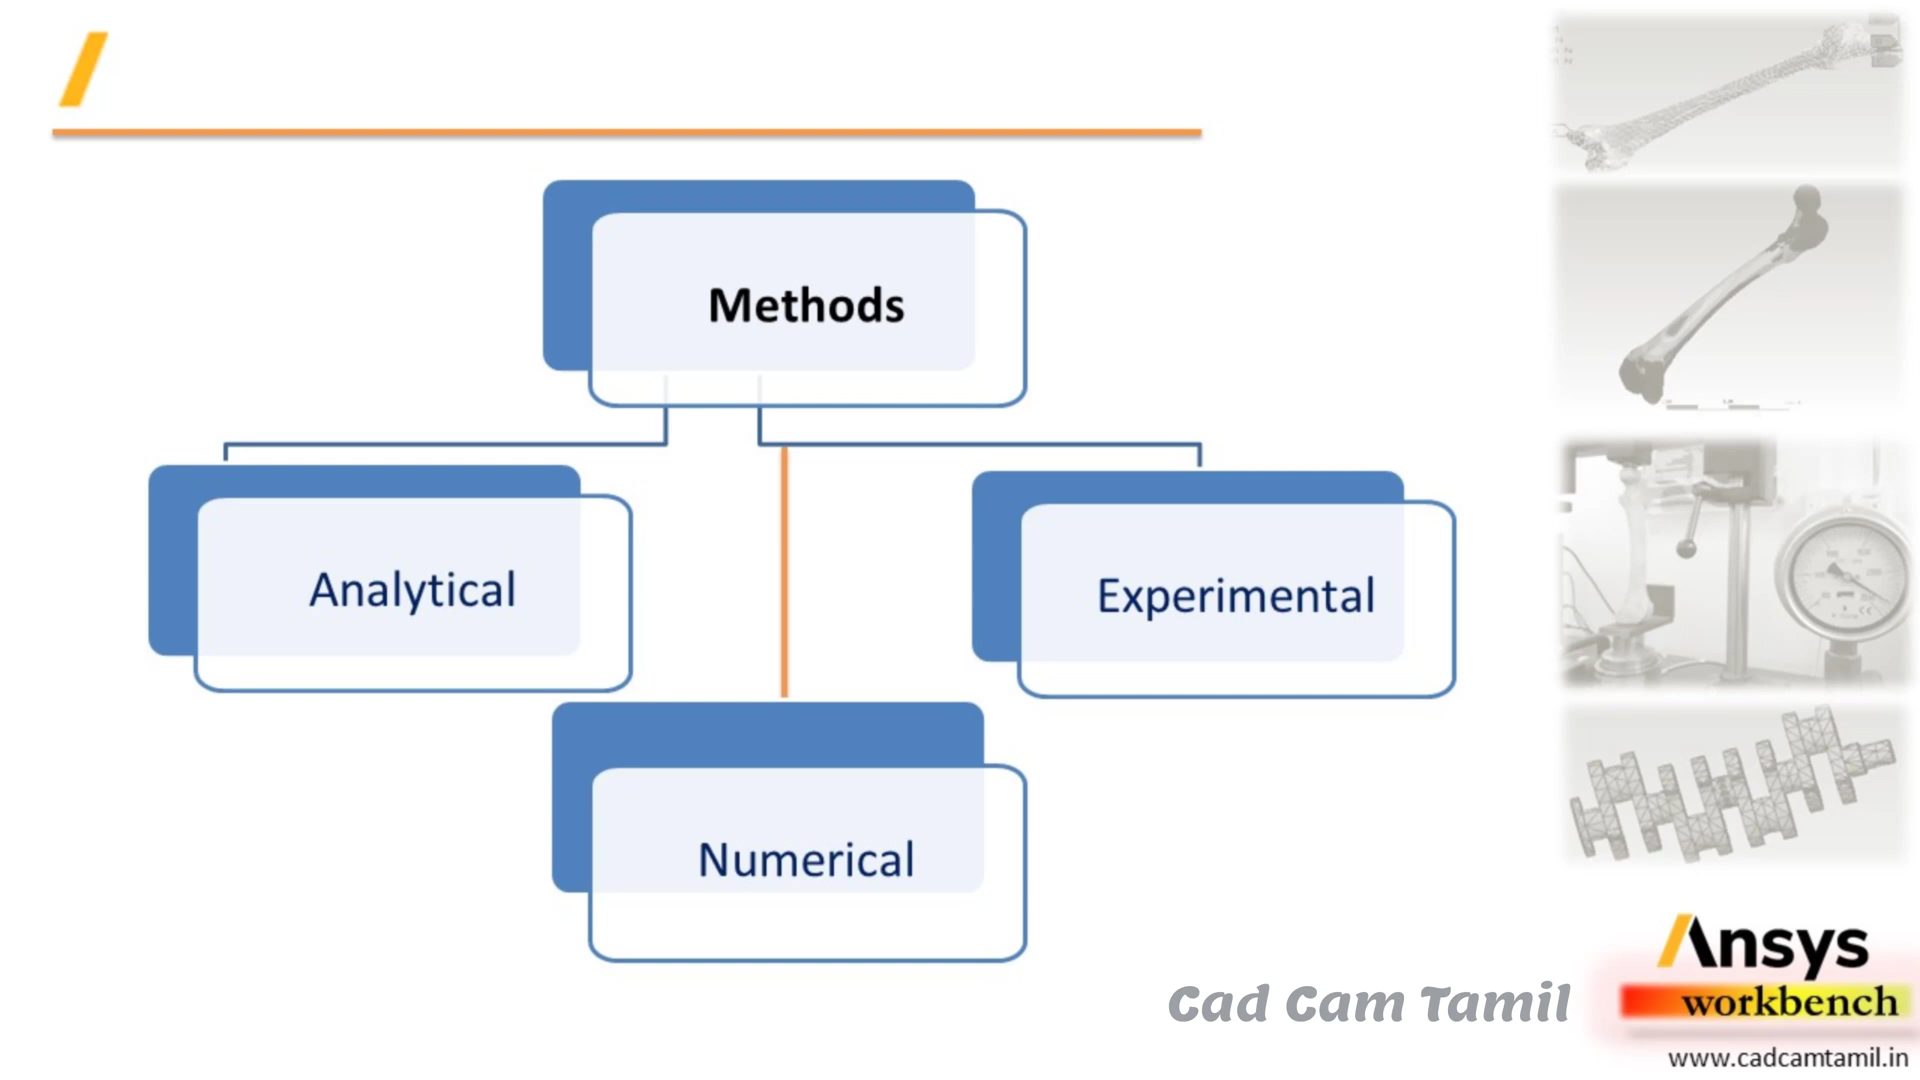 Methods
Analytical
Experimental
Numerical
Cad Cam Tamil
Ansys
workbench
www.cadcamtamil.in